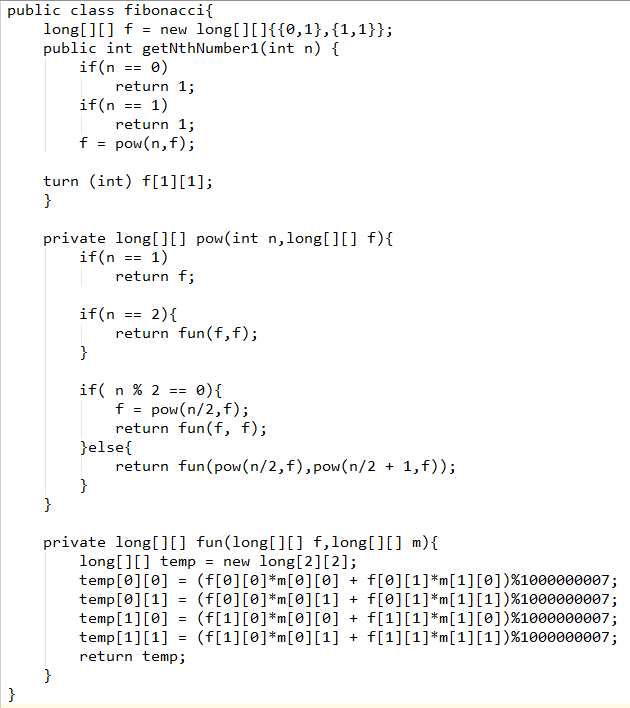 public class fibonacci{
    long[][] f = new long[][]{{0,1},{1,1}};
    public int getNthNumber1(int n) {
        if(n == 0)
            return 1;
        if(n == 1)
            return 1;
        f = pow(n,f);

    turn (int) f[1][1];
    }

    private long[][] pow(int n,long[][] f){
        if(n == 1)
            return f;

        if(n == 2){
            return fun(f,f);
        }

        if( n % 2 == 0){
            f = pow(n/2,f);
            return fun(f, f);
        }else{
            return fun(pow(n/2,f),pow(n/2 + 1,f));
        }
    }

    private long[][] fun(long[][] f,long[][] m){
        long[][] temp = new long[2][2];
        temp[0][0] = (f[0][0]*m[0][0] + f[0][1]*m[1][0])%1000000007;
        temp[0][1] = (f[0][0]*m[0][1] + f[0][1]*m[1][1])%1000000007;
        temp[1][0] = (f[1][0]*m[0][0] + f[1][1]*m[1][0])%1000000007;
        temp[1][1] = (f[1][0]*m[0][1] + f[1][1]*m[1][1])%1000000007;
        return temp;
    }
}